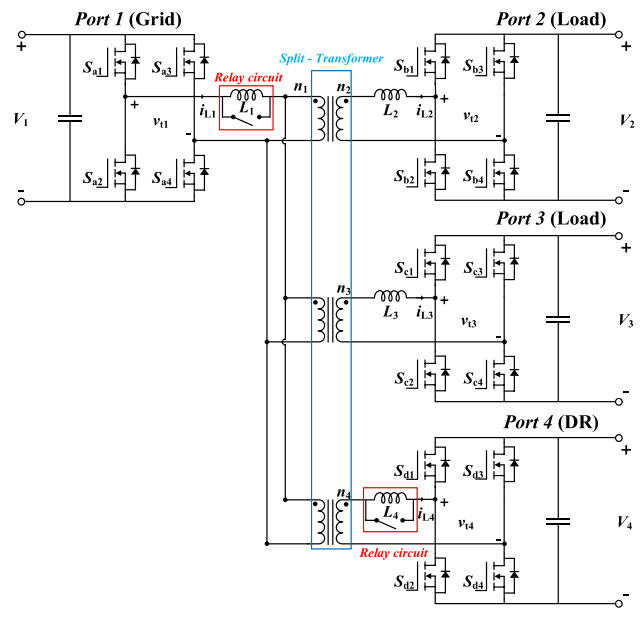 Port 1 (Grid)
Port 2 (Load)
Split - Transformer
Relay circuit
+
Sa1
Sa3
n1
n2
Sb1
Sb3
+
V1
+
iL1
L1
vt1
-
L2
iL2
+
vt2
-
V2
Sa2
Sa4
Sb2
Sb4
-
-
Port 3 (Load)
+
Sc1
Sc3
n3
L3
iL3
+
vt3
-
V3
Sc2
Sc4
-
Port 4 (DR)
+
Sd1
Sd3
n4
L4
iL4
+
vt4
-
V4
Relay circuit
Sd2
Sd4
-